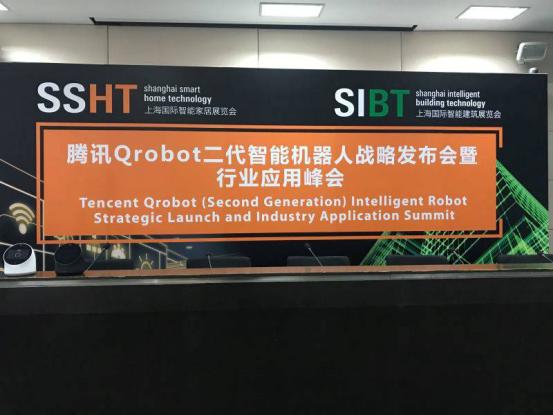 SSHT
shanghai smart
home technology
上海国际智能家居展览会
SIBT
shanghai intelligent
building technology
上海国际智能建筑展览会
腾讯Qrobot二代智能机器人战略发布会暨
行业应用峰会
Tencent Qrobot (Second Generation) Intelligent Robot
Strategic Launch and Industry Application Summit